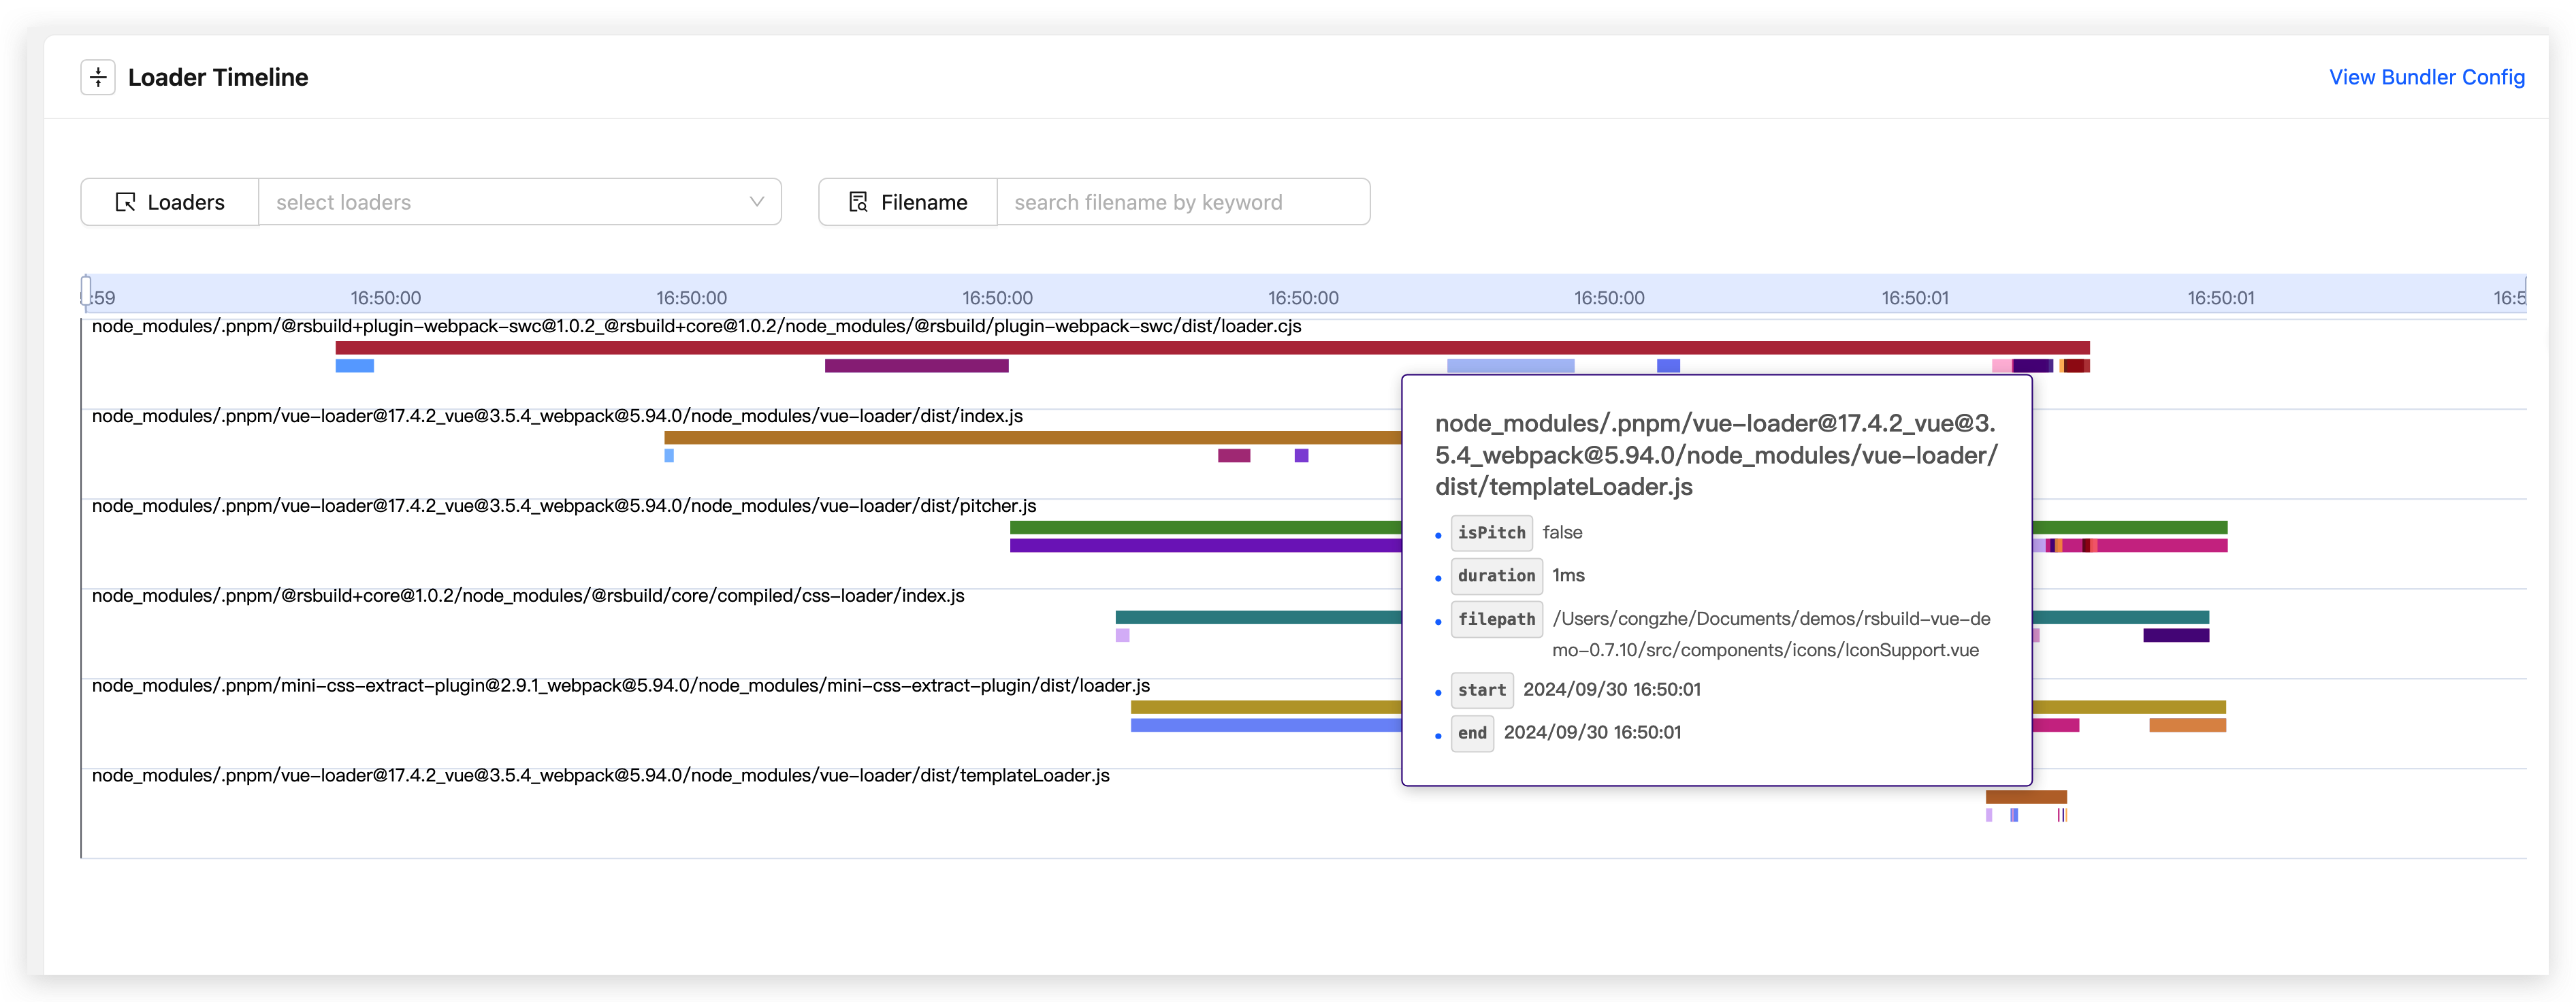 Loader Timeline
View Bundler Config
Loaders
select loaders
Filename
search filename by keyword
:59 16:50:00 16:50:00 16:50:00 16:50:00 16:50:00 16:50:01 16:50:01 16:5
node_modules/.pnpm/@rsbuild+plugin-webpack-swc@1.0.2_@rsbuild+core@1.0.2/node_modules/@rsbuild/plugin-webpack-swc/dist/loader.cjs
node_modules/.pnpm/vue-loader@17.4.2_vue@3.5.4_webpack@5.94.0/node_modules/vue-loader/dist/index.js
node_modules/.pnpm/vue-loader@17.4.2_vue@3.5.4_webpack@5.94.0/node_modules/vue-loader/dist/pitcher.js
node_modules/.pnpm/@rsbuild+core@1.0.2/node_modules/@rsbuild/core/compiled/css-loader/index.js
node_modules/.pnpm/mini-css-extract-plugin@2.9.1_webpack@5.94.0/node_modules/mini-css-extract-plugin/dist/loader.js
node_modules/.pnpm/vue-loader@17.4.2_vue@3.5.4_webpack@5.94.0/node_modules/vue-loader/dist/templateLoader.js
node_modules/.pnpm/vue-loader@17.4.2_vue@3.
5.4_webpack@5.94.0/node_modules/vue-loader/
dist/templateLoader.js
isPitch false
duration 1ms
filepath /Users/congzhe/Documents/demos/rsbuild-vue-de
mo-0.7.10/src/components/icons/IconSupport.vue
start 2024/09/30 16:50:01
end 2024/09/30 16:50:01